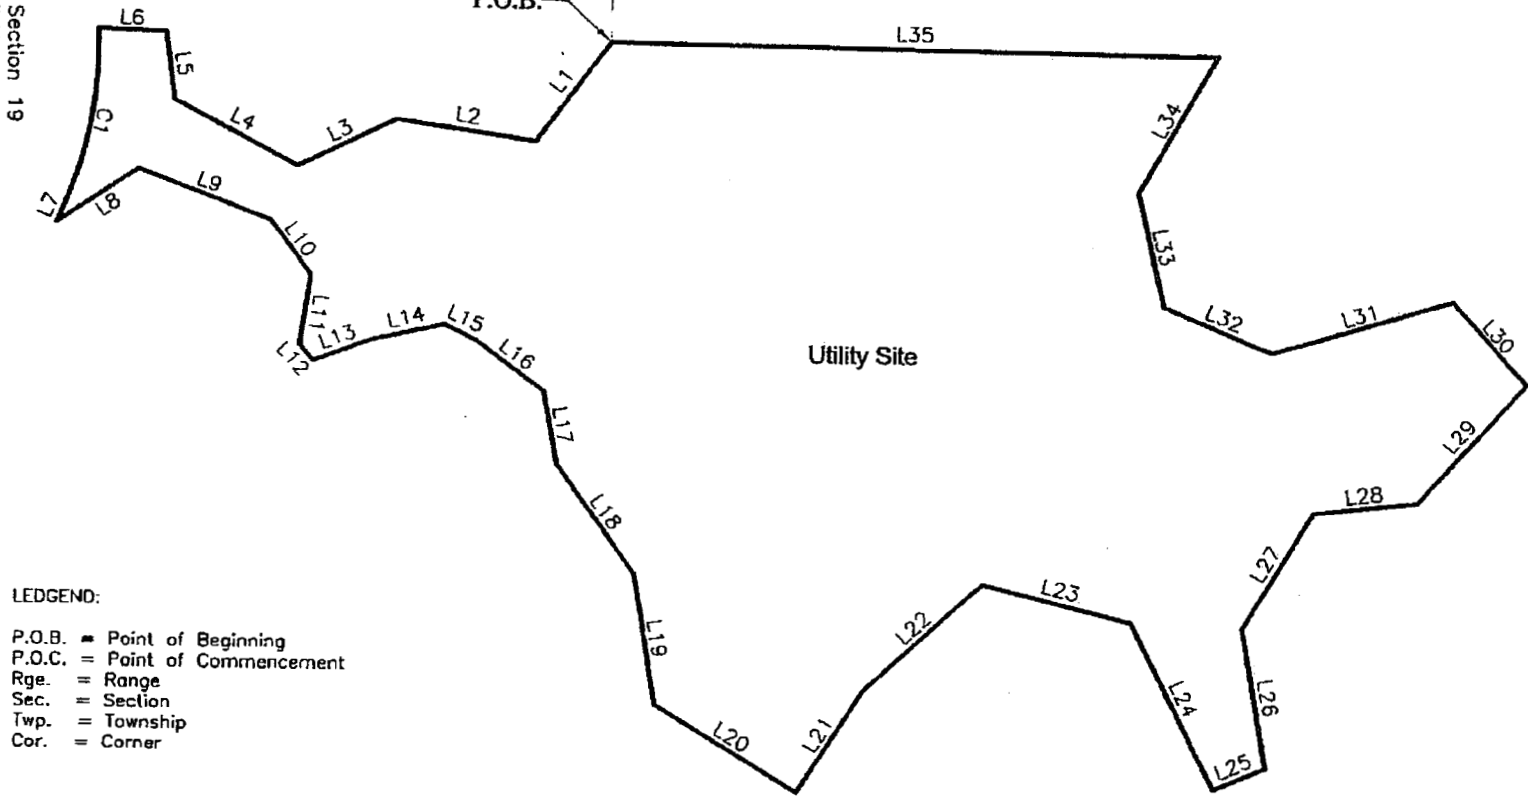 Section 19
P.O.B.
L6
L35
L5
L1
L4
L3
L2
C1
L34
L7
L8
L9
L10
L33
L11
L12
L13
L14
L15
L16
L32
L31
L30
Utility Site
L17
L29
L18
L28
L27
L23
L22
L19
L24
L26
L21
L20
L25
LEDGEND:
P.O.B. = Point of Beginning
P.O.C. = Point of Commencement
Rge. = Range
Sec. = Section
Twp. = Township
Cor. = Corner